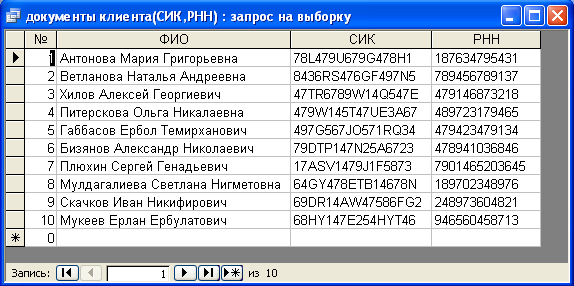 документы клиента(СИК,РНН) : запрос на выборку
№ ФИО СИК РНН
1 Антонова Мария Григорьевна 78L479U679G478H1 187634795431
2 Ветланова Наталья Андреевна 8436RS476GF497N5 789456789137
3 Хилов Алексей Георгиевич 47TR6789W14Q547E 479146873218
4 Питерскова Ольга Никалаевна 479W145T47UE3A67 489723179465
5 Габбасов Ербол Темирханович 497G567JO571RQ34 479423479134
6 Бизянов Александр Николаевич 79DTP147N25A6723 478941036846
7 Плюхин Сергей Генадьевич 17ASV1479J1F5873 7901465203645
8 Мулдагалиева Светлана Нигметовна 64GY478ETB14678N 189702348976
9 Скачков Иван Никифирович 69DR14AW47586FG2 248973604821
10 Мукеев Ерлан Ербулатович 68HY147E254HYT46 946560458713
0
Запись: 1 из 10